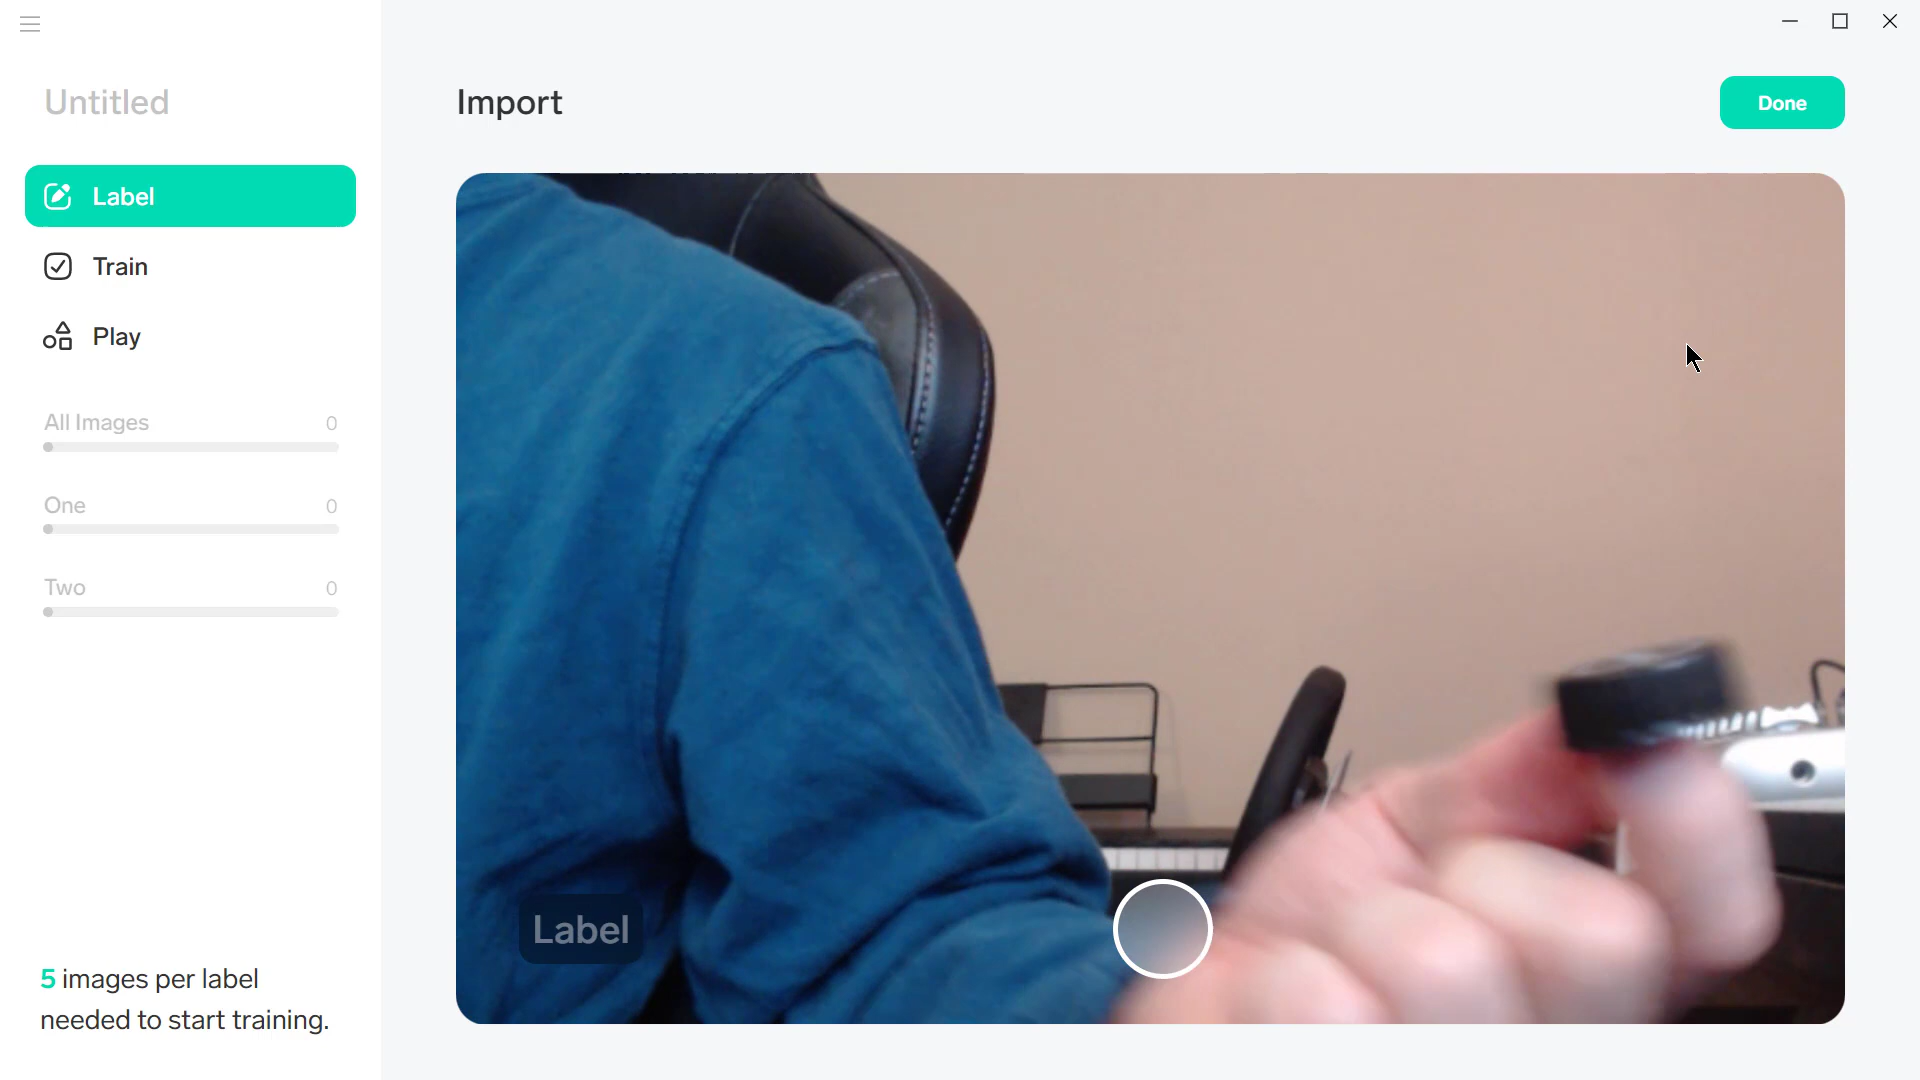 Untitled
Label
Train
Play
All Images 0
One 0
Two 0
5 images per label
needed to start training.
Import
Done
Label